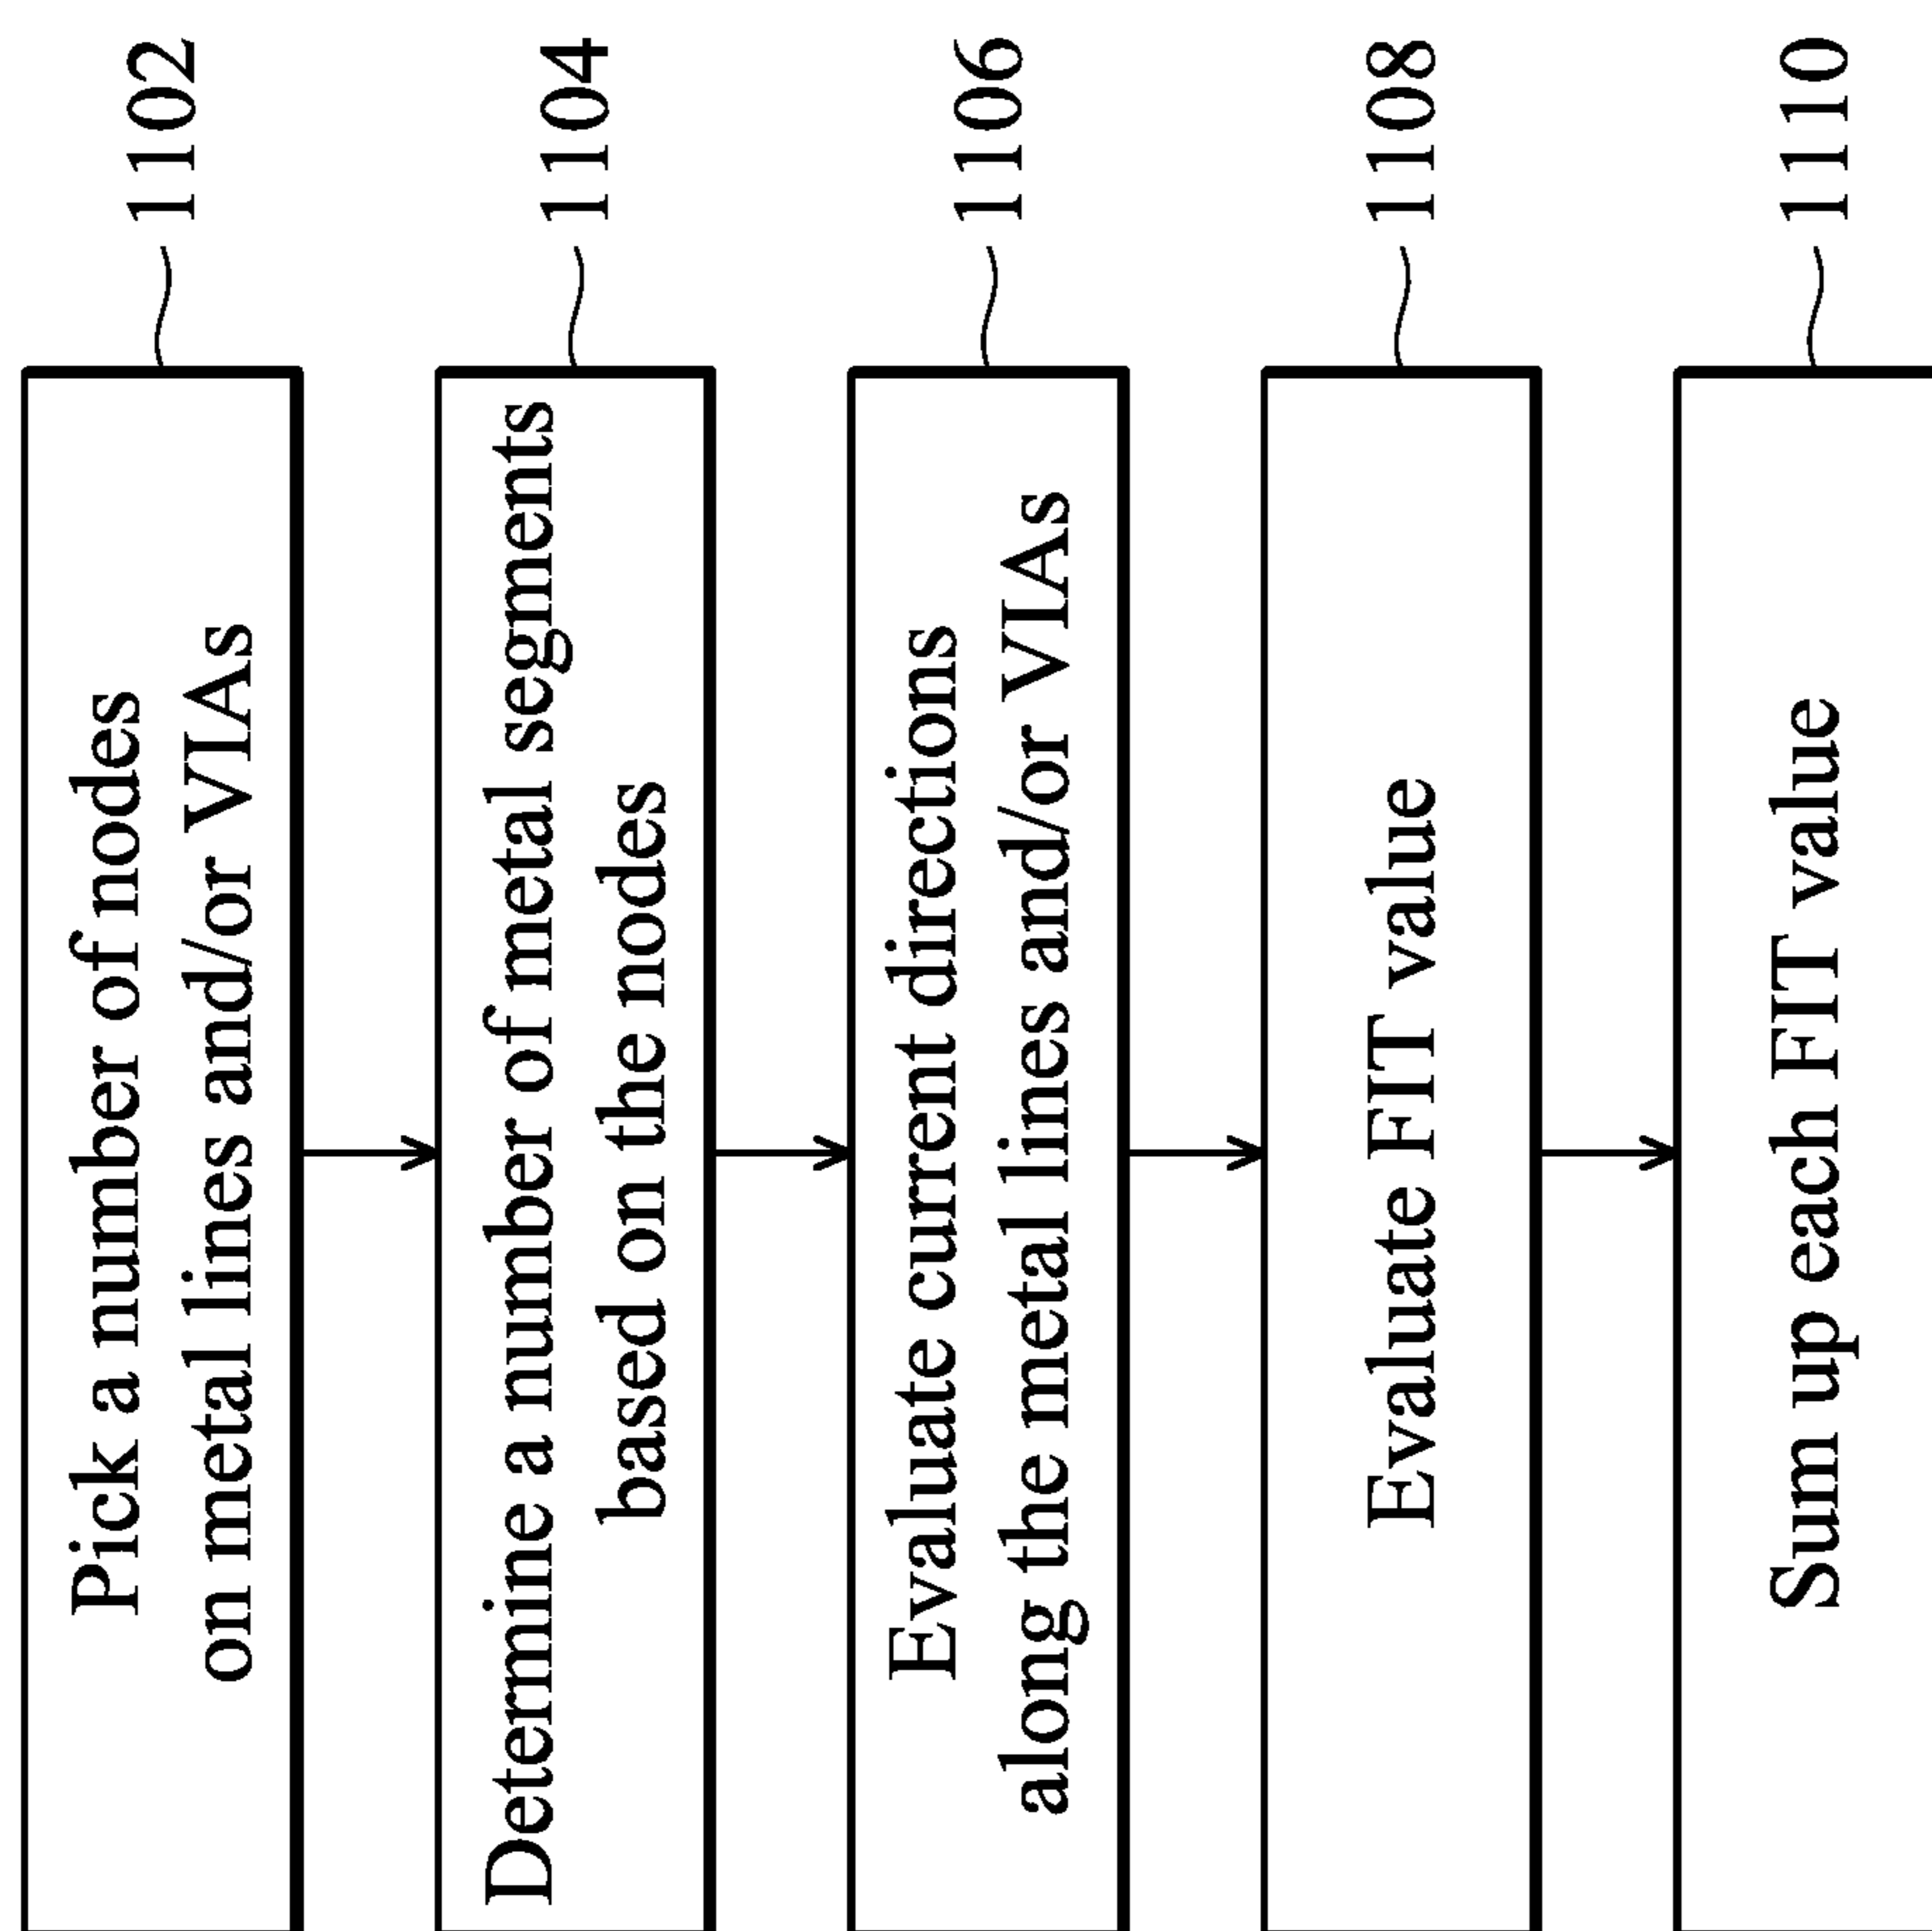 Pick a number of nodes
on metal lines and/or VIAs
1102
Determine a number of metal segments
based on the nodes
1104
Evaluate current directions
along the metal lines and/or VIAs
1106
Evaluate FIT value
1108
Sum up each FIT value
1110